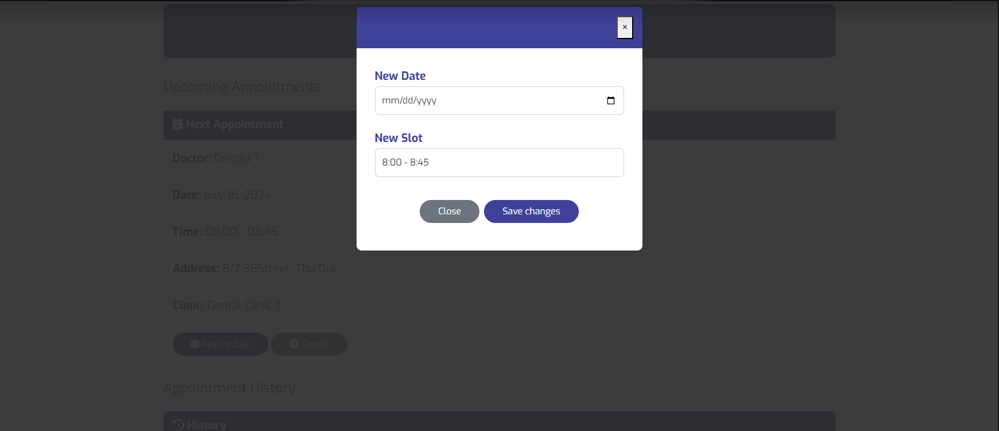 ×
New Date
mm/dd/yyyy
New Slot
8:00 - 8:45
Close Save changes
Upcoming Appointments
Next Appointment
Doctor: Dentist 1
Date: July 16, 2024
Time: 08:00 - 08:45
Address: 8/7 38Street, Thu Duc
Clinic: Dental Clinic 1
Reschedule Cancel
Appointment History
History